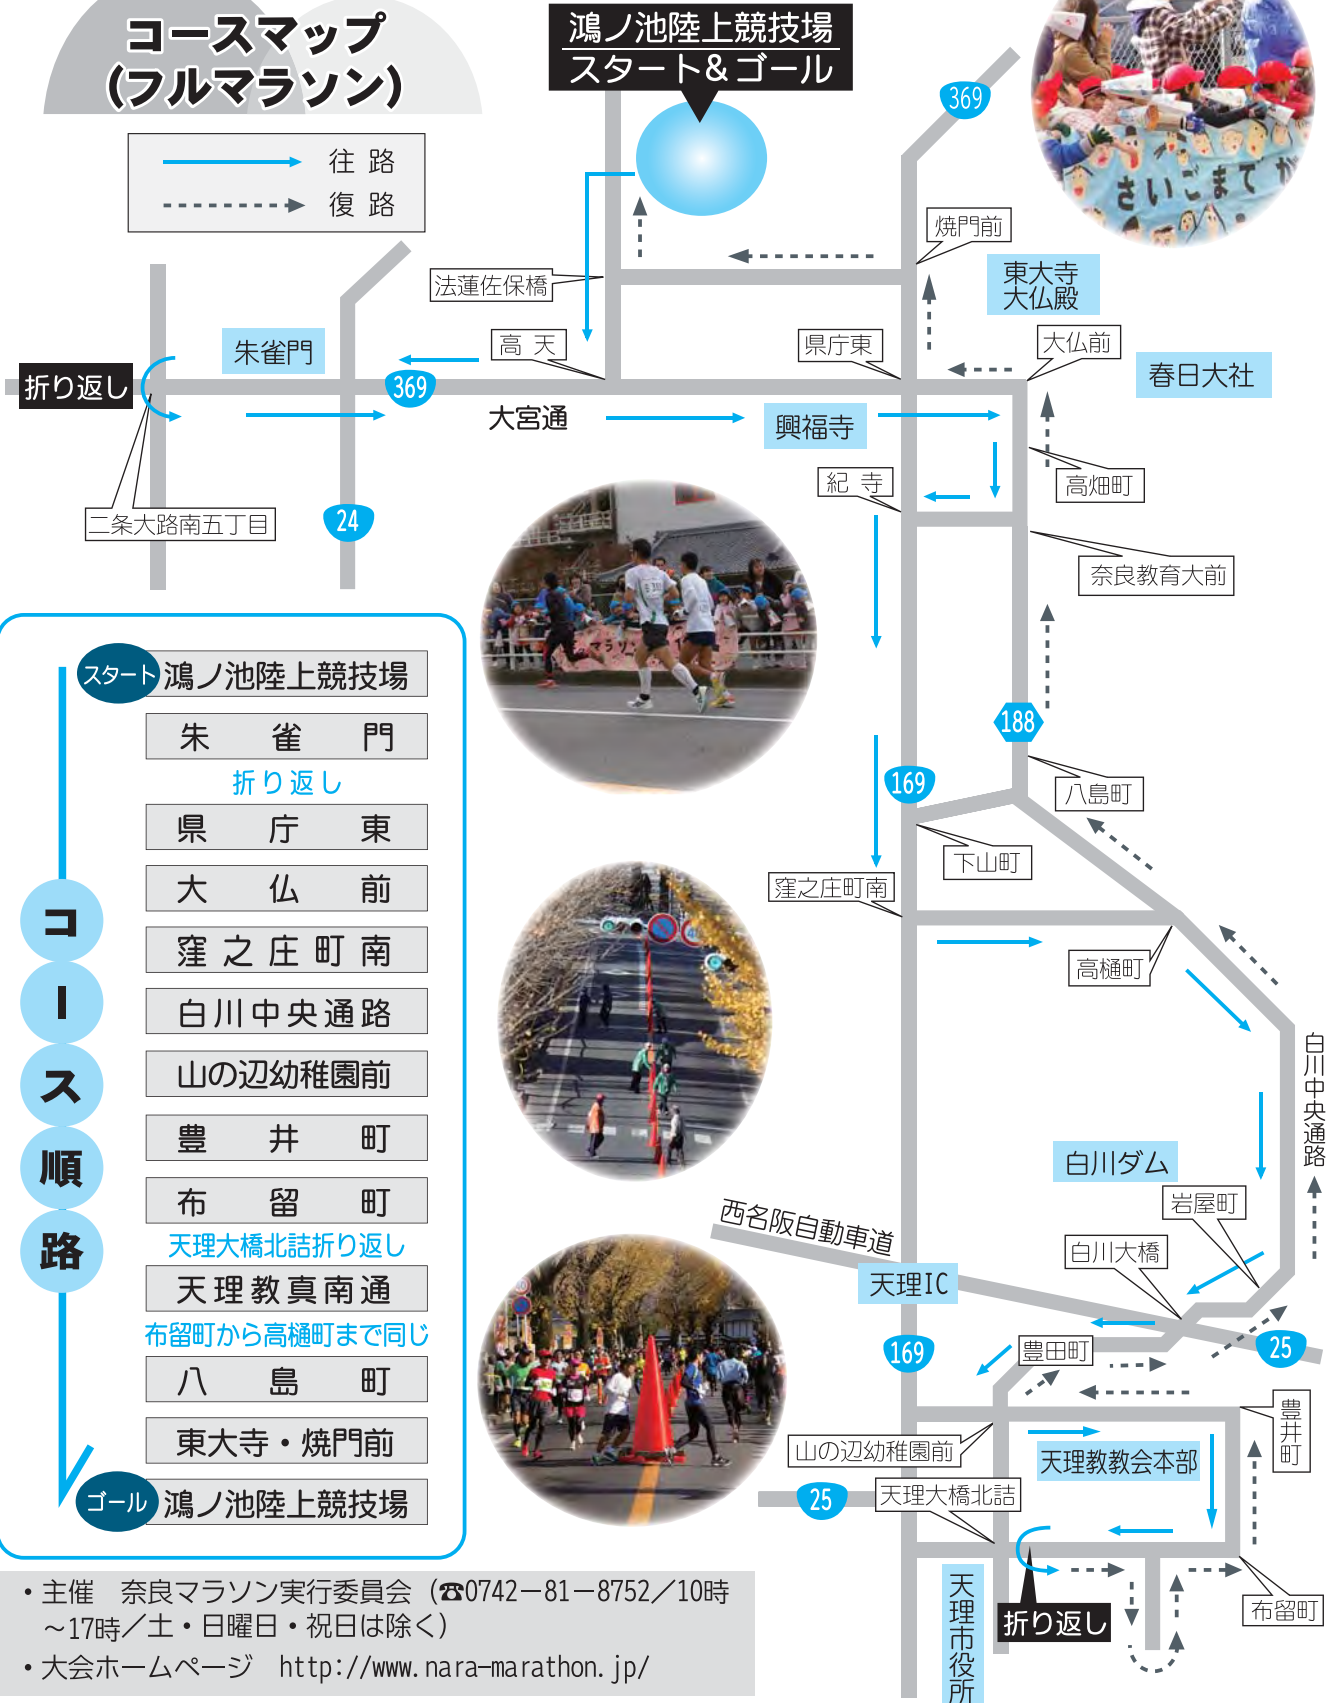 コースマップ
(フルマラソン)
往 路
復 路
鴻ノ池陸上競技場
スタート&ゴール
369
さいごまでが
焼門前
東大寺
大仏殿
法蓮佐保橋
朱雀門
高 天
県庁東
大仏前
春日大社
折り返し
369
大宮通
興福寺
紀 寺
高畑町
二条大路南五丁目
24
奈良教育大前
188
169
八島町
下山町
窪之庄町南
高樋町
白川中央通路
白川ダム
岩屋町
西名阪自動車道
白川大橋
天理IC
169
豊田町
25
豊井町
山の辺幼稚園前
天理教教会本部
25
天理大橋北詰
天理市役所
折り返し
布留町
コース順路
スタート
鴻ノ池陸上競技場
朱 雀 門
折り返し
県 庁 東
大 仏 前
窪之庄町南
白川中央通路
山の辺幼稚園前
豊 井 町
布 留 町
天理大橋北詰折り返し
天理教真南通
布留町から高樋町まで同じ
八 島 町
東大寺・焼門前
ゴール
鴻ノ池陸上競技場
・主催　奈良マラソン実行委員会（☎0742－81－8752／10時
～17時／土・日曜日・祝日は除く）
・大会ホームページ　http://www.nara-marathon.jp/